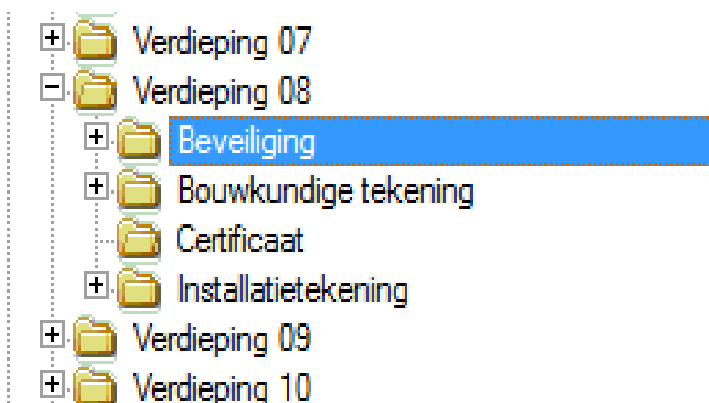 Verdieping 07
Verdieping 08
Beveiliging
Bouwkundige tekening
Certificaat
Installatietekening
Verdieping 09
Verdieping 10